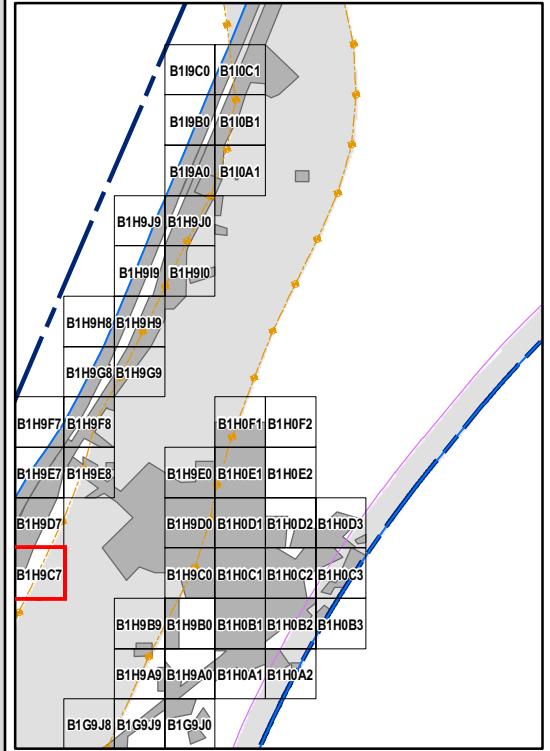 B1I9C0 B1I0C1
B1I9B0 B1I0B1
B1I9A0 B1I0A1
B1H9J9 B1H9J0
B1H9I9 B1H9I0
B1H9H8 B1H9H9
B1H9G8 B1H9G9
B1H9F7 B1H9F8 B1H0F1 B1H0F2
B1H9E7 B1H9E8 B1H9E0 B1H0E1 B1H0E2
B1H9D7 B1H9D0 B1H0D1 B1H0D2 B1H0D3
B1H9C7 B1H9C0 B1H0C1 B1H0C2 B1H0C3
B1H9B9 B1H9B0 B1H0B1 B1H0B2 B1H0B3
B1H9A9 B1H9A0 B1H0A1 B1H0A2
B1G9J8 B1G9J9 B1G9J0